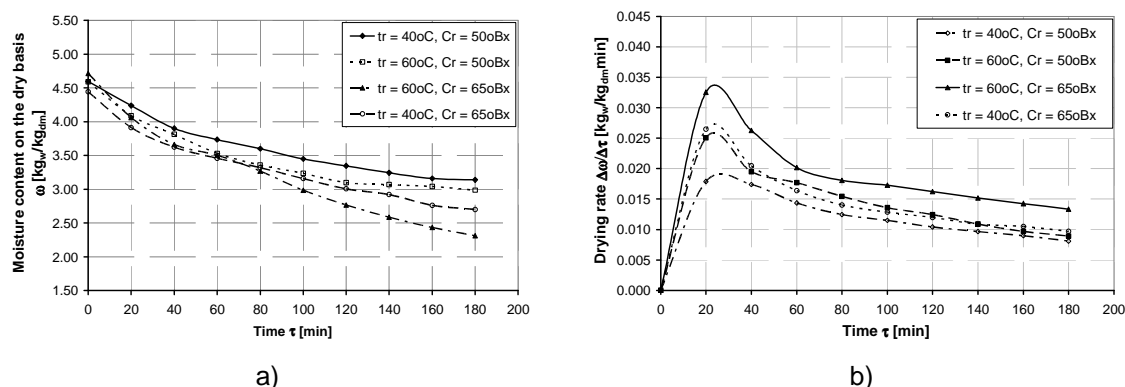 5.50
5.00
4.50
4.00
3.50
3.00
2.50
2.00
1.50
0 20 40 60 80 100 120 140 160 180 200
Time τ [min]
Moisture content on the dry basis
ω [kgw/kgdm]
tr = 40oC, Cr = 50oBx
tr = 60oC, Cr = 50oBx
tr = 60oC, Cr = 65oBx
tr = 40oC, Cr = 65oBx
a)
0.045
0.040
0.035
0.030
0.025
0.020
0.015
0.010
0.005
0.000
0 20 40 60 80 100 120 140 160 180 200
Time τ [min]
Drying rate Δω/Δτ [kgw/kgdmmin]
tr = 40oC, Cr = 50oBx
tr = 60oC, Cr = 50oBx
tr = 60oC, Cr = 65oBx
tr = 40oC, Cr = 65oBx
b)